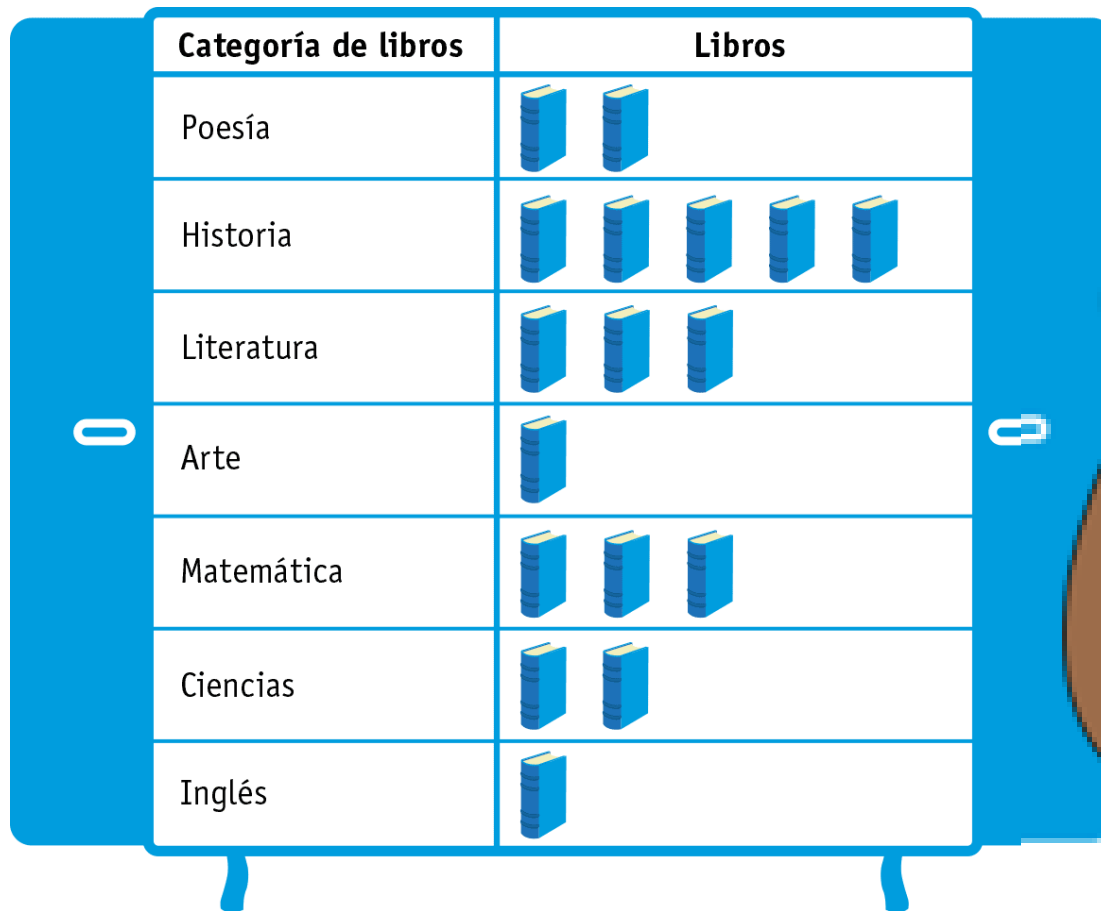 Categoría de libros
Libros
Poesía
Historia
Literatura
Arte
Matemática
Ciencias
Inglés